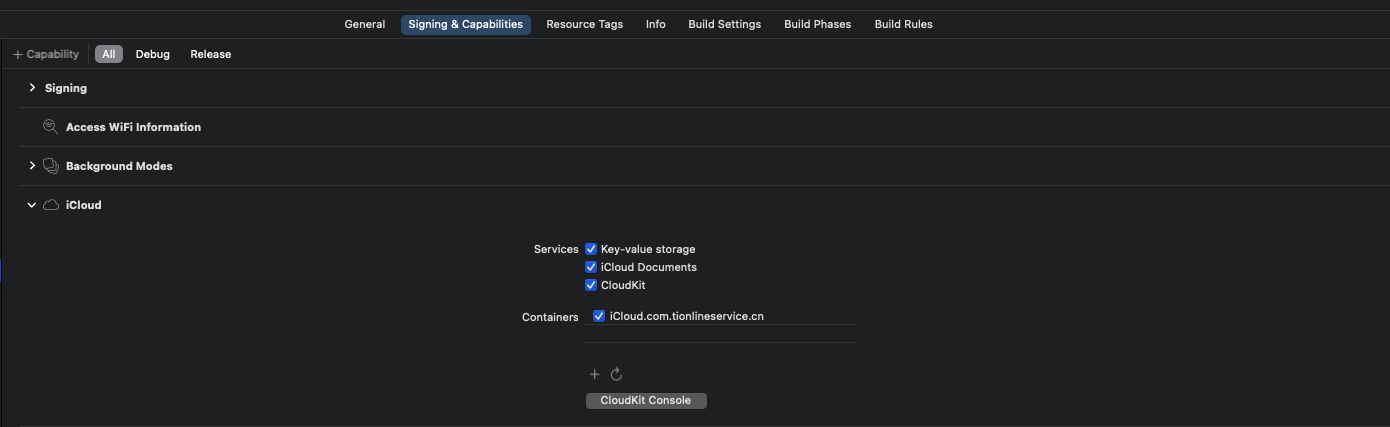 General Signing & Capabilities Resource Tags Info Build Settings Build Phases Build Rules
+ Capability All Debug Release
Signing
Access WiFi Information
Background Modes
iCloud
Services Key-value storage
iCloud Documents
CloudKit
Containers iCloud.com.tionlineservice.cn
CloudKit Console